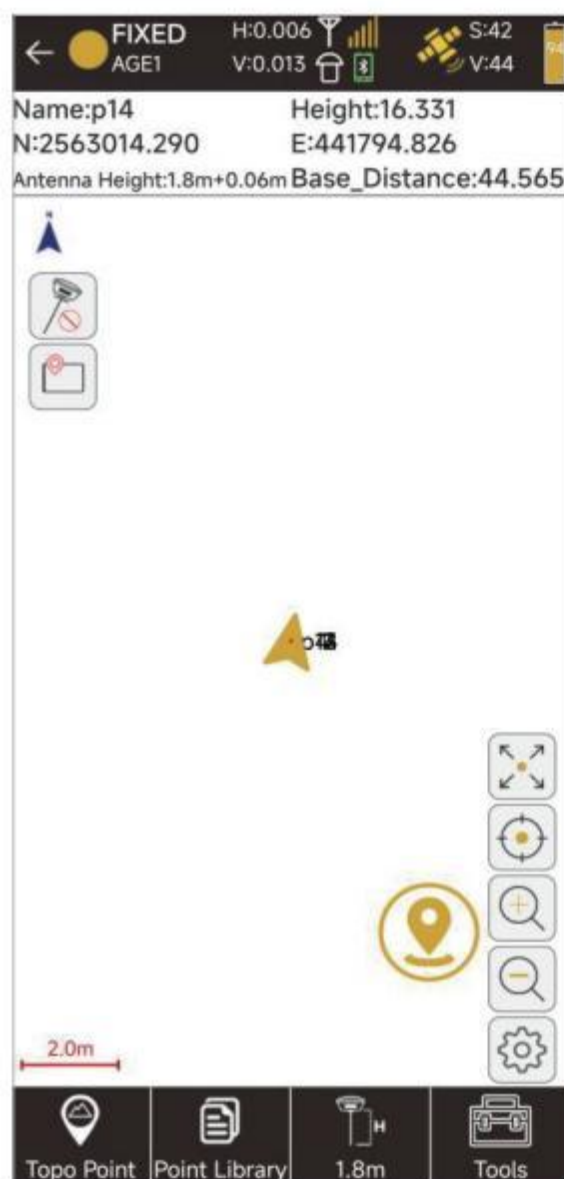 FIXED
AGE1
H:0.006
V:0.013
S:42
V:44
94
Name:p14
Height:16.331
N:2563014.290
E:441794.826
Antenna Height:1.8m+0.06m
Base_Distance:44.565
N
2.0m
H
Topo Point
Point Library
1.8m
Tools